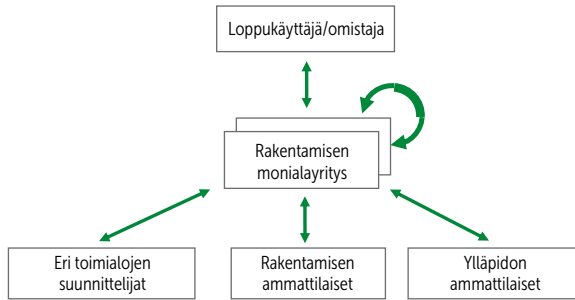 Loppukäyttäjä/omistaja
Rakentamisen
monialayritys
Eri toimialojen
suunnittelijat
Rakentamisen
ammattilaiset
Ylläpidon
ammattilaiset